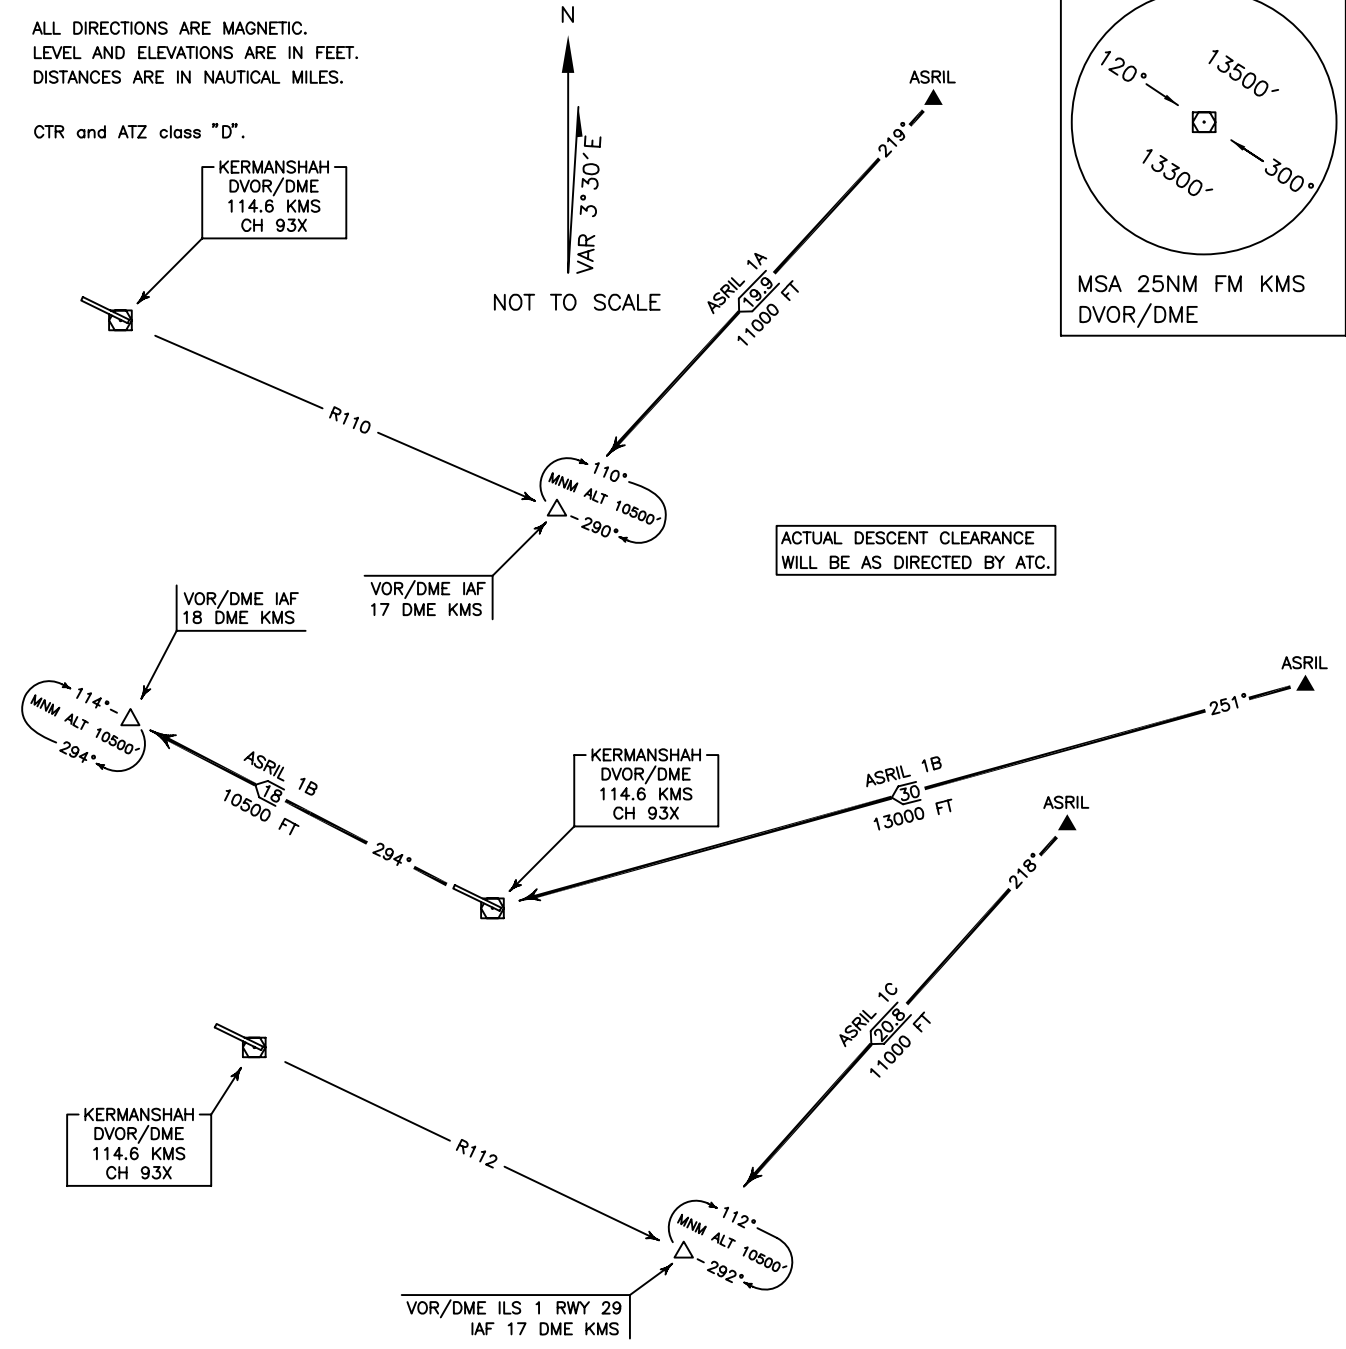 ALL DIRECTIONS ARE MAGNETIC.
LEVEL AND ELEVATIONS ARE IN FEET.
DISTANCES ARE IN NAUTICAL MILES.
CTR and ATZ class "D".
N
VAR 3°30′E
NOT TO SCALE
120°
13500′
13300′
300°
MSA 25NM FM KMS
DVOR/DME
KERMANSHAH
DVOR/DME
114.6 KMS
CH 93X
ASRIL
219°
ASRIL 1A
19.9
11000 FT
R110
110°
MNM ALT 10500′
290°
VOR/DME IAF
17 DME KMS
ACTUAL DESCENT CLEARANCE
WILL BE AS DIRECTED BY ATC.
VOR/DME IAF
18 DME KMS
114°
MNM ALT 10500′
294°
ASRIL 1B
18
10500 FT
294°
KERMANSHAH
DVOR/DME
114.6 KMS
CH 93X
ASRIL
251°
ASRIL 1B
30
13000 FT
ASRIL
218°
ASRIL 1C
20.8
11000 FT
KERMANSHAH
DVOR/DME
114.6 KMS
CH 93X
R112
112°
MNM ALT 10500′
292°
VOR/DME ILS 1 RWY 29
IAF 17 DME KMS